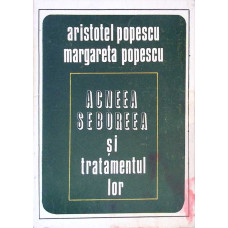 aristotel popescu
margareta popescu
ACNEEA
SEBOREEA
și
tratamentul
lor